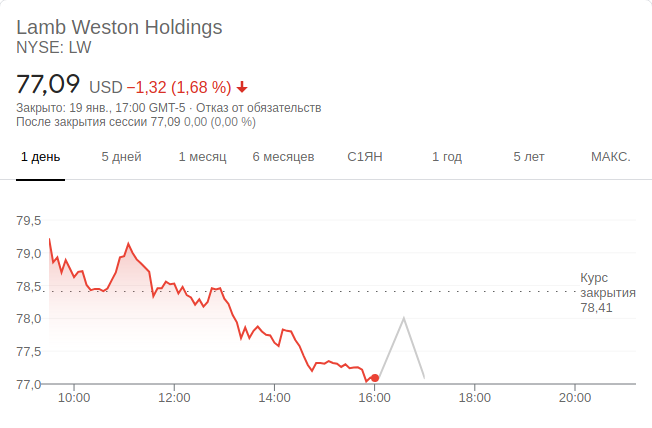 Lamb Weston Holdings
NYSE: LW
77,09 USD −1,32 (1,68 %)
Закрыто: 19 янв., 17:00 GMT-5 · Отказ от обязательств
После закрытия сессии 77,09 0,00 (0,00 %)
1 день 5 дней 1 месяц 6 месяцев С1ЯН 1 год 5 лет МАКС.
79,5
79,0
78,5
78,0
77,5
77,0
Курс
закрытия
78,41
10:00 12:00 14:00 16:00 18:00 20:00